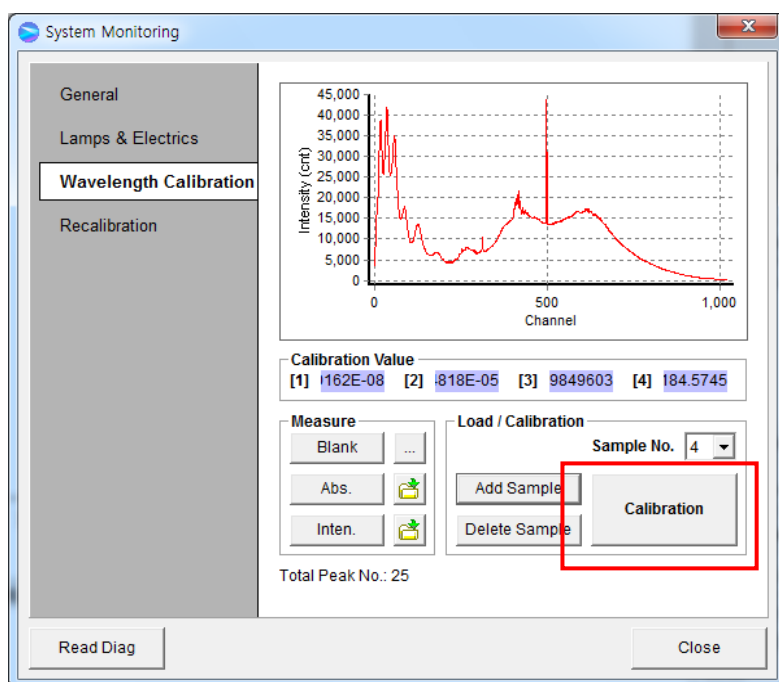 System Monitoring
General
Lamps & Electrics
Wavelength Calibration
Recalibration
Intensity (cnt)
45,000
40,000
35,000
30,000
25,000
20,000
15,000
10,000
5,000
0
0 500 1,000
Channel
Calibration Value
[1] 162E-08 [2] 818E-05 [3] 9849603 [4] 184.5745
Measure
Blank ...
Abs.
Inten.
Load / Calibration
Sample No. 4
Add Sample
Delete Sample
Calibration
Total Peak No.: 25
Read Diag
Close